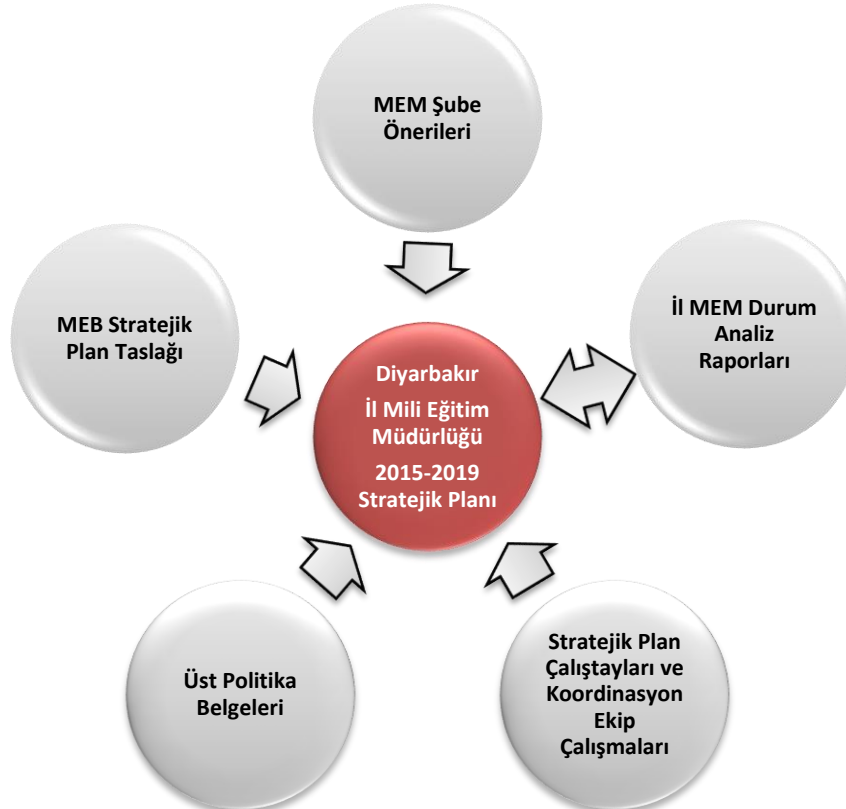 MEM Şube
Önerileri
MEB Stratejik
Plan Taslağı
İl MEM Durum
Analiz
Raporları
Diyarbakır
İl Mili Eğitim
Müdürlüğü
2015-2019
Stratejik Planı
Üst Politika
Belgeleri
Stratejik Plan
Çalıştayları ve
Koordinasyon
Ekip
Çalışmaları